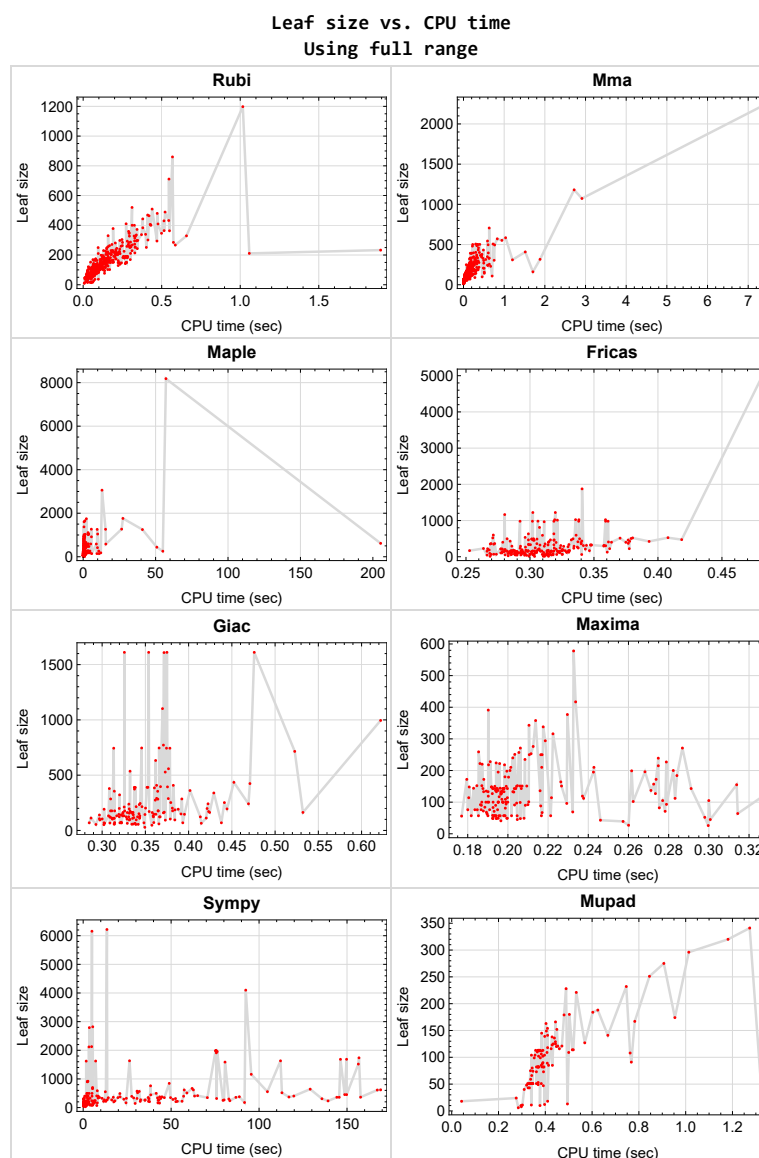 Leaf size vs. CPU time
Using full range
Rubi
Leaf size
1200
1000
800
600
400
200
0
0.0 0.5 1.0 1.5
CPU time (sec)
Mma
Leaf size
2000
1500
1000
500
0
0 1 2 3 4 5 6 7
CPU time (sec)
Maple
Leaf size
8000
6000
4000
2000
0
0 50 100 150 200
CPU time (sec)
Fricas
Leaf size
5000
4000
3000
2000
1000
0
0.25 0.30 0.35 0.40 0.45
CPU time (sec)
Giac
Leaf size
1500
1000
500
0
0.30 0.35 0.40 0.45 0.50 0.55 0.60
CPU time (sec)
Maxima
Leaf size
600
500
400
300
200
100
0
0.18 0.20 0.22 0.24 0.26 0.28 0.30 0.32
CPU time (sec)
Sympy
Leaf size
6000
5000
4000
3000
2000
1000
0
0 50 100 150
CPU time (sec)
Mupad
Leaf size
350
300
250
200
150
100
50
0
0.0 0.2 0.4 0.6 0.8 1.0 1.2
CPU time (sec)